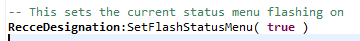 -- This sets the current status menu flashing on
RecceDesignation:SetFlashStatusMenu( true )